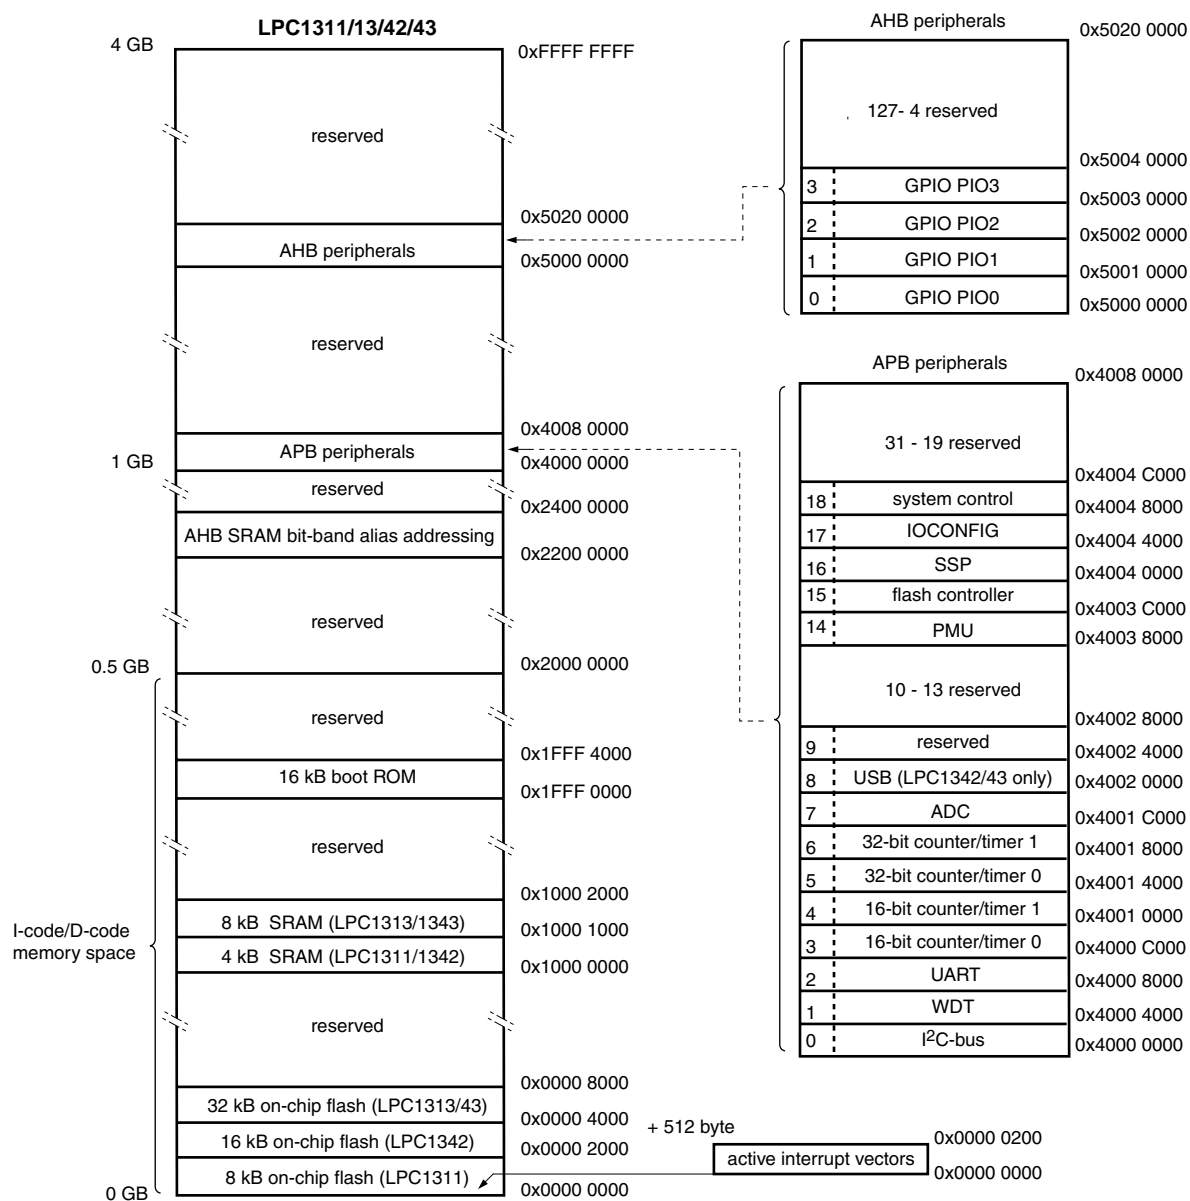 LPC1311/13/42/43
4 GB
0xFFFF FFFF
reserved
0x5020 0000
AHB peripherals
0x5000 0000
reserved
0x4008 0000
APB peripherals
1 GB
0x4000 0000
reserved
0x2400 0000
AHB SRAM bit-band alias addressing
0x2200 0000
reserved
0.5 GB
0x2000 0000
reserved
0x1FFF 4000
16 kB boot ROM
0x1FFF 0000
reserved
0x1000 2000
8 kB SRAM (LPC1313/1343)
0x1000 1000
4 kB SRAM (LPC1311/1342)
0x1000 0000
I-code/D-code
memory space
reserved
0x0000 8000
32 kB on-chip flash (LPC1313/43)
0x0000 4000
16 kB on-chip flash (LPC1342)
0x0000 2000
8 kB on-chip flash (LPC1311)
0x0000 0000
0 GB
+ 512 byte
0x0000 0200
active interrupt vectors
0x0000 0000
AHB peripherals
0x5020 0000
127- 4 reserved
0x5004 0000
3 GPIO PIO3
0x5003 0000
2 GPIO PIO2
0x5002 0000
1 GPIO PIO1
0x5001 0000
0 GPIO PIO0
0x5000 0000
APB peripherals
0x4008 0000
31 - 19 reserved
0x4004 C000
18 system control
0x4004 8000
17 IOCONFIG
0x4004 4000
16 SSP
0x4004 0000
15 flash controller
0x4003 C000
14 PMU
0x4003 8000
10 - 13 reserved
0x4002 8000
9 reserved
0x4002 4000
8 USB (LPC1342/43 only)
0x4002 0000
7 ADC
0x4001 C000
6 32-bit counter/timer 1
0x4001 8000
5 32-bit counter/timer 0
0x4001 4000
4 16-bit counter/timer 1
0x4001 0000
3 16-bit counter/timer 0
0x4000 C000
2 UART
0x4000 8000
1 WDT
0x4000 4000
0 I²C-bus
0x4000 0000